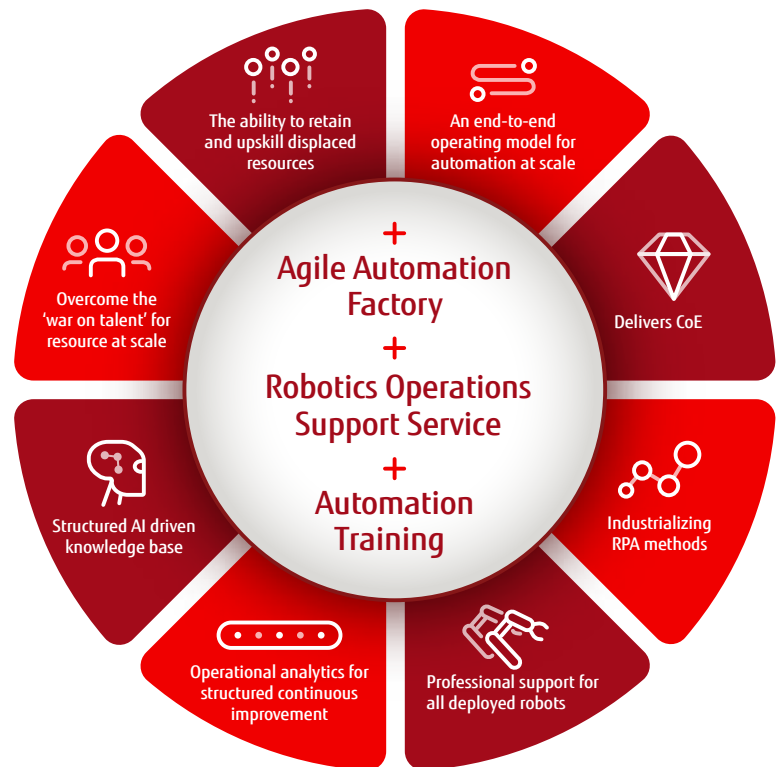 The ability to retain
and upskill displaced
resources
An end-to-end
operating model for
automation at scale
Delivers CoE
Industrializing
RPA methods
Professional support for
all deployed robots
Operational analytics for
structured continuous
improvement
Structured AI driven
knowledge base
Overcome the
‘war on talent’ for
resource at scale
+
Agile Automation
Factory
+
Robotics Operations
Support Service
+
Automation
Training